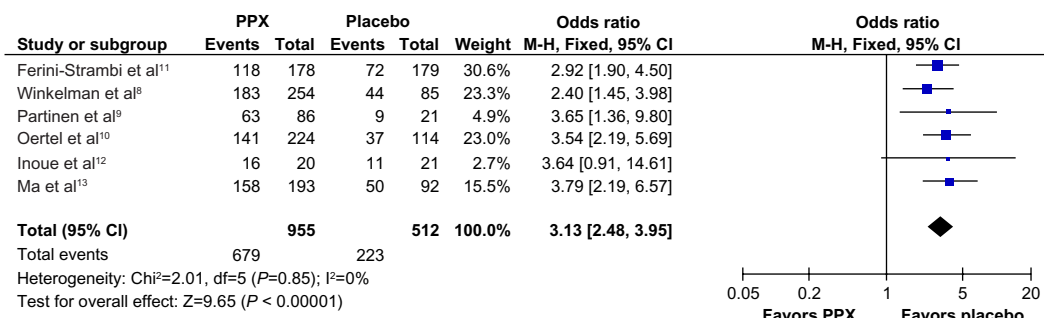 PPX Placebo Odds ratio Odds ratio
Study or subgroup Events Total Events Total Weight M-H, Fixed, 95% CI M-H, Fixed, 95% CI
Ferini-Strambi et al¹¹ 118 178 72 179 30.6% 2.92 [1.90, 4.50]
Winkelman et al⁸ 183 254 44 85 23.3% 2.40 [1.45, 3.98]
Partinen et al⁹ 63 86 9 21 4.9% 3.65 [1.36, 9.80]
Oertel et al¹⁰ 141 224 37 114 23.0% 3.54 [2.19, 5.69]
Inoue et al¹² 16 20 11 21 2.7% 3.64 [0.91, 14.61]
Ma et al¹³ 158 193 50 92 15.5% 3.79 [2.19, 6.57]
Total (95% CI) 955 512 100.0% 3.13 [2.48, 3.95]
Total events 679 223
Heterogeneity: Chi²=2.01, df=5 (P=0.85); I²=0%
Test for overall effect: Z=9.65 (P < 0.00001)
0.05 0.2 1 5 20
Favors PPX Favors placebo